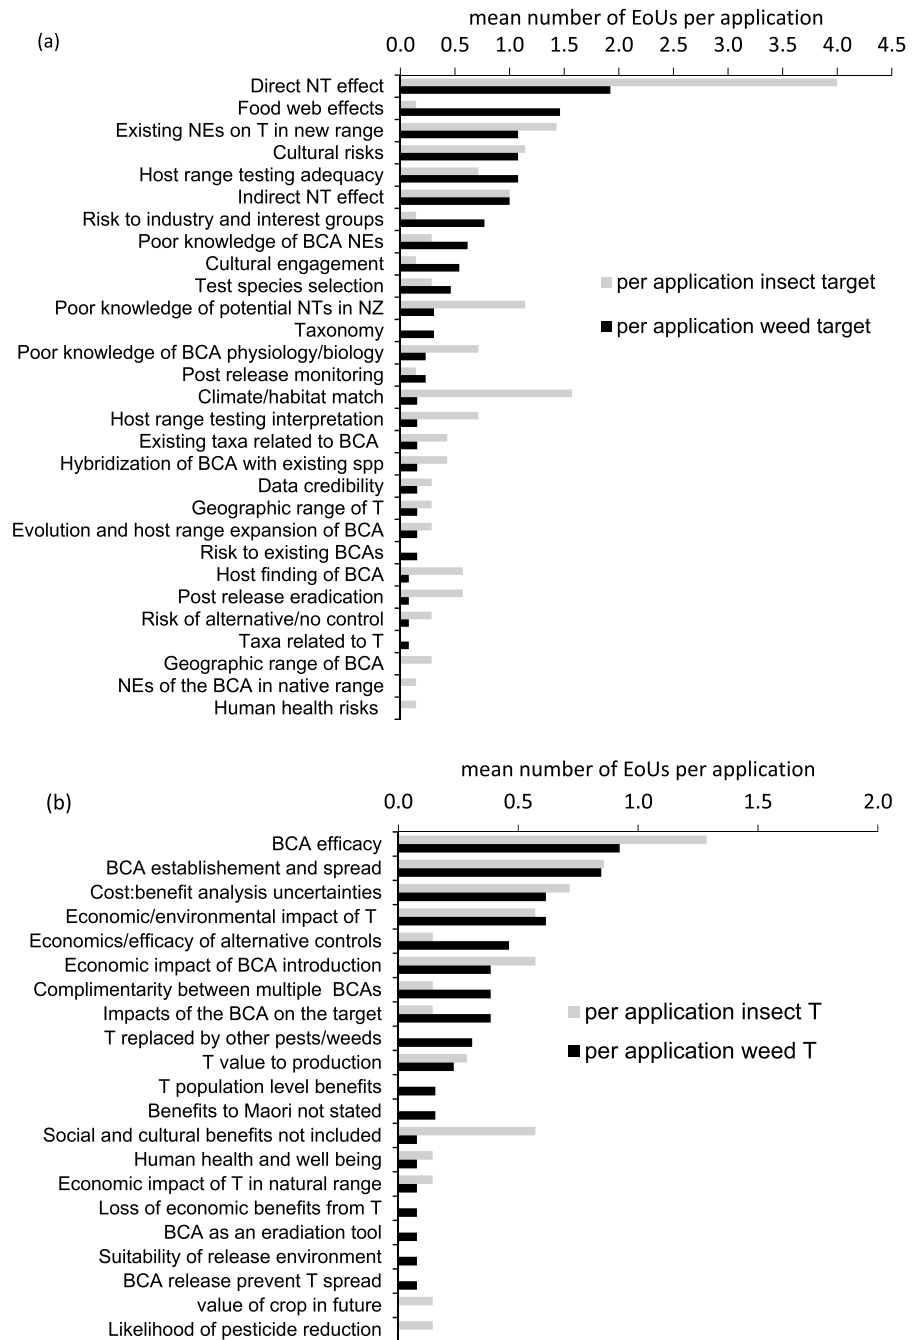 mean number of EoUs per application
(a)
0.0 0.5 1.0 1.5 2.0 2.5 3.0 3.5 4.0 4.5
Direct NT effect
Food web effects
Existing NEs on T in new range
Cultural risks
Host range testing adequacy
Indirect NT effect
Risk to industry and interest groups
Poor knowledge of BCA NEs
Cultural engagement
Test species selection
per application insect target
Poor knowledge of potential NTs in NZ
per application weed target
Taxonomy
Poor knowledge of BCA physiology/biology
Post release monitoring
Climate/habitat match
Host range testing interpretation
Existing taxa related to BCA
Hybridization of BCA with existing spp
Data credibility
Geographic range of T
Evolution and host range expansion of BCA
Risk to existing BCAs
Host finding of BCA
Post release eradication
Risk of alternative/no control
Taxa related to T
Geographic range of BCA
NEs of the BCA in native range
Human health risks
mean number of EoUs per application
(b)
0.0 0.5 1.0 1.5 2.0
BCA efficacy
BCA establishement and spread
Cost:benefit analysis uncertainties
Economic/environmental impact of T
Economics/efficacy of alternative controls
Economic impact of BCA introduction
Complimentarity between multiple BCAs
Impacts of the BCA on the target
per application insect T
T replaced by other pests/weeds
per application weed T
T value to production
T population level benefits
Benefits to Maori not stated
Social and cultural benefits not included
Human health and well being
Economic impact of T in natural range
Loss of economic benefits from T
BCA as an eradiation tool
Suitability of release environment
BCA release prevent T spread
value of crop in future
Likelihood of pesticide reduction